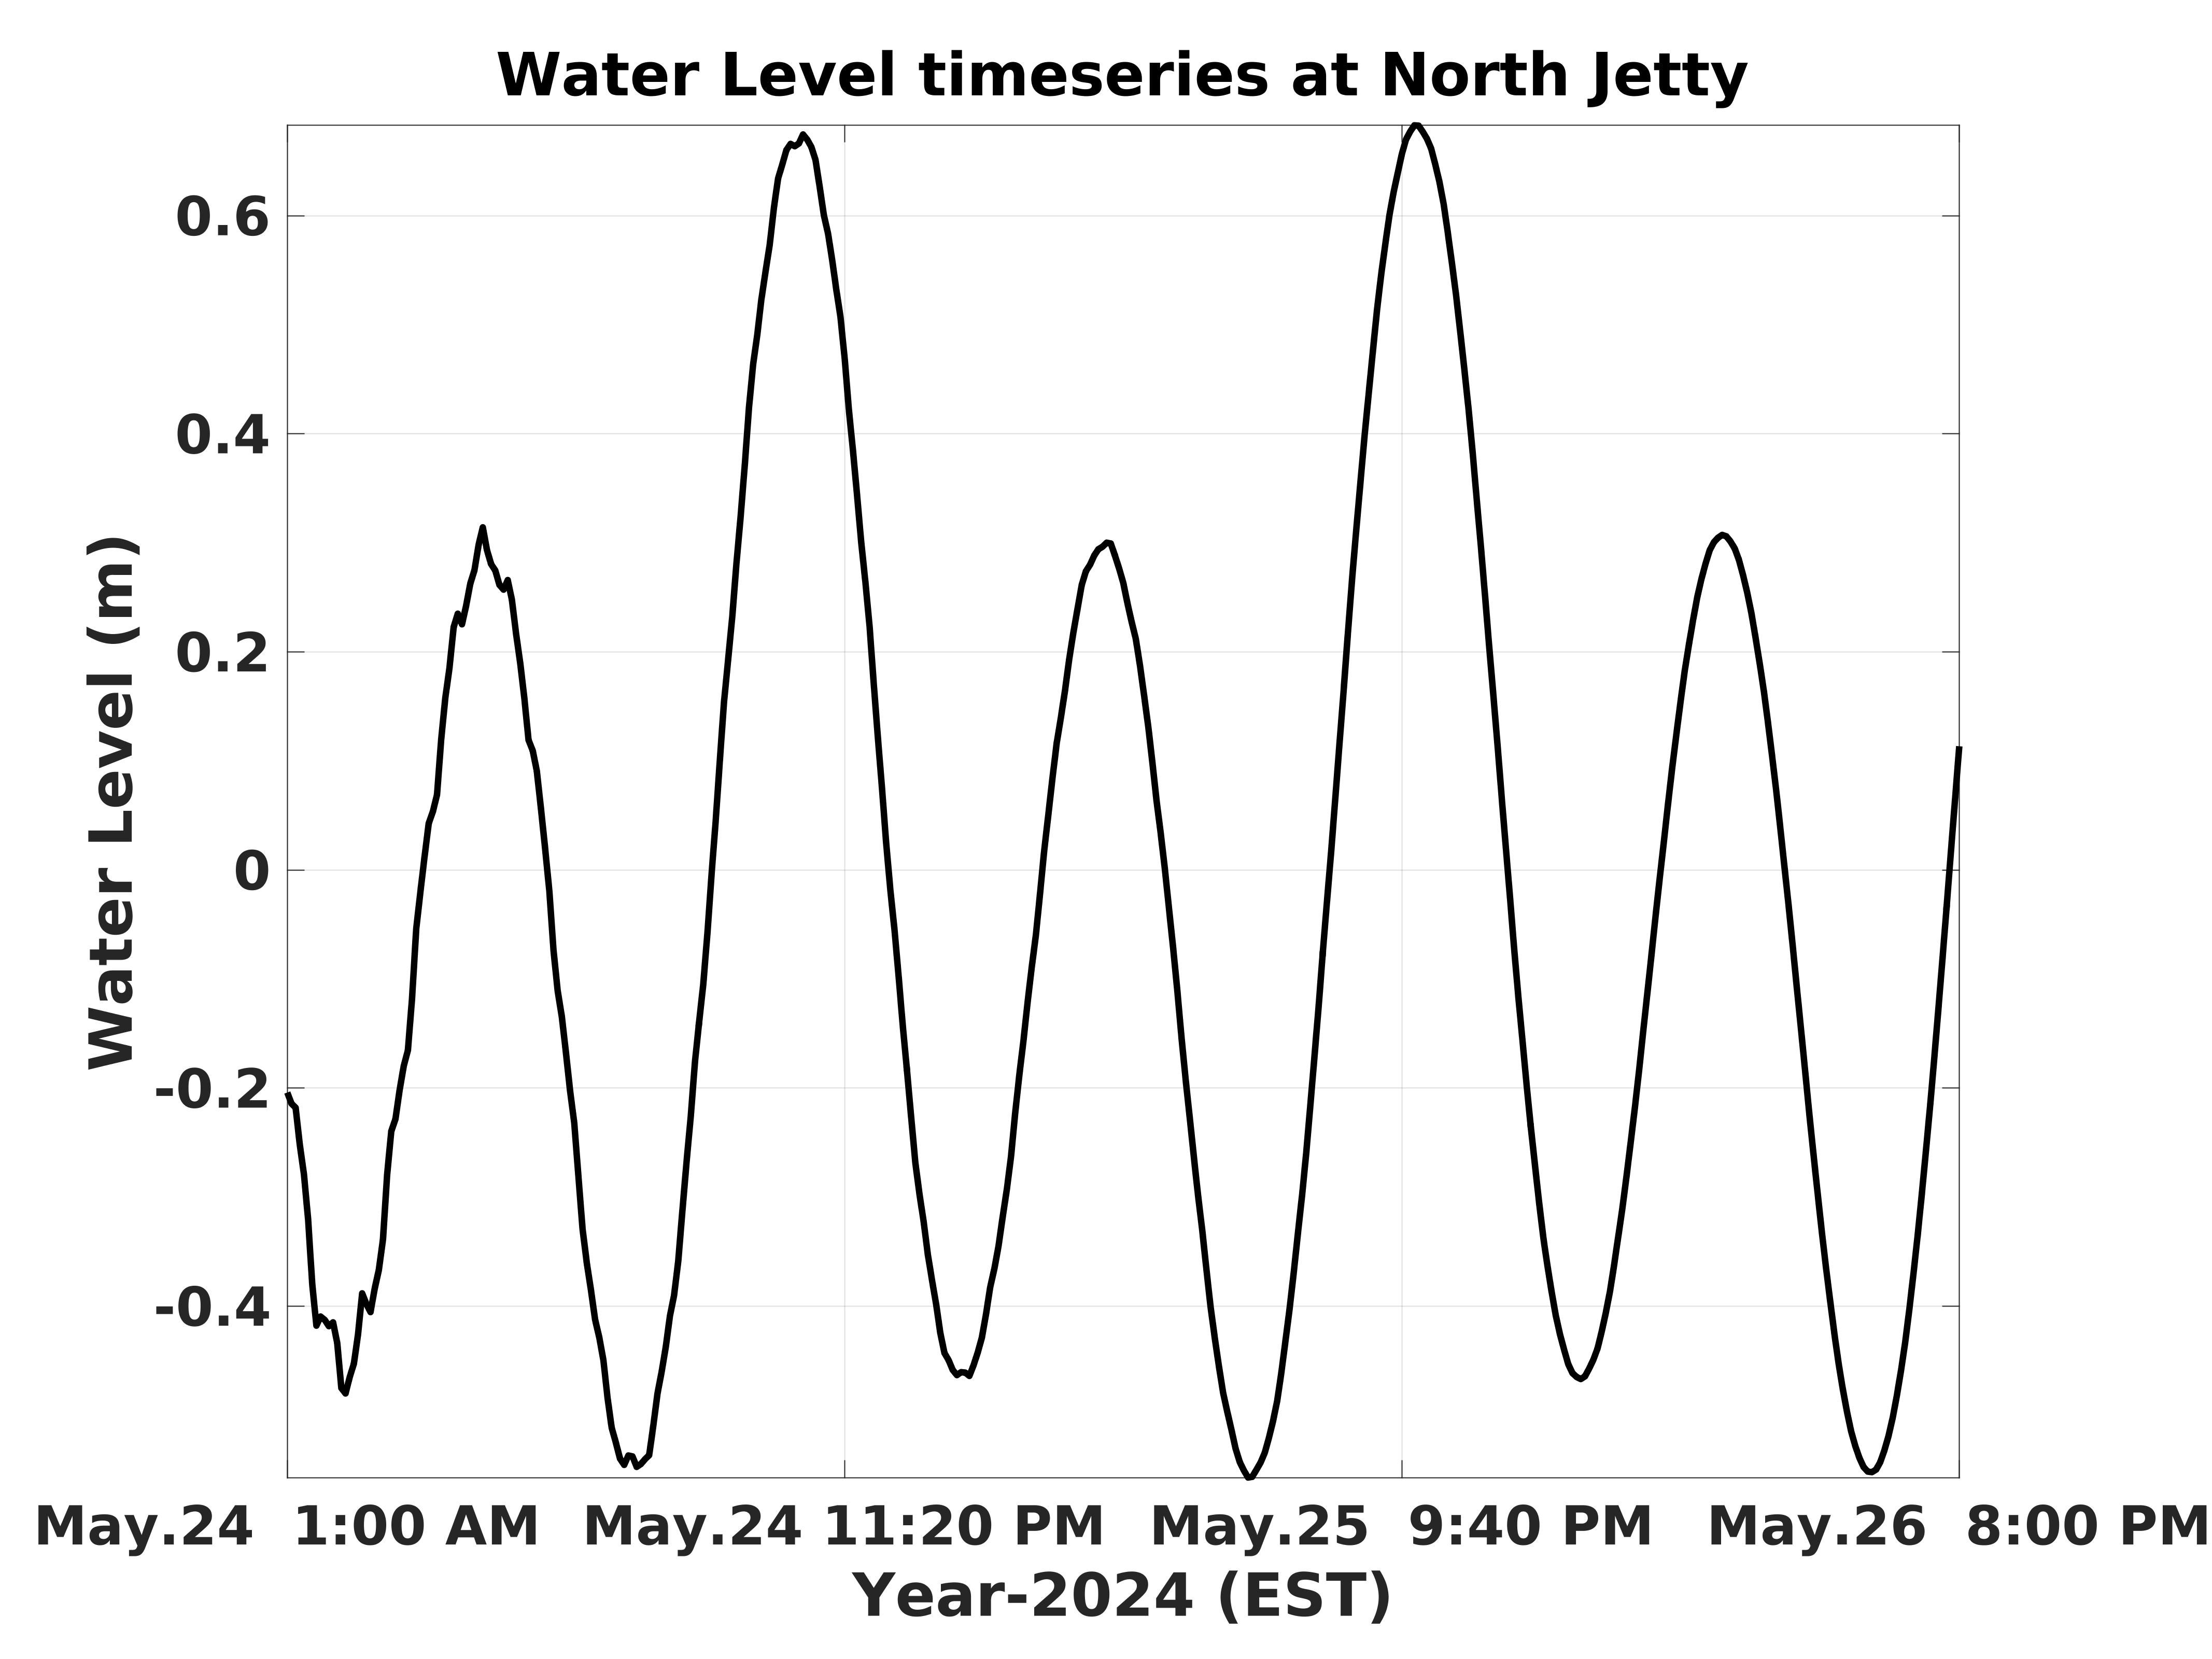 Water Level timeseries at North Jetty
Water Level (m)
0.6
0.4
0.2
0
-0.2
-0.4
May.24 1:00 AM May.24 11:20 PM May.25 9:40 PM May.26 8:00 PM
Year-2024 (EST)